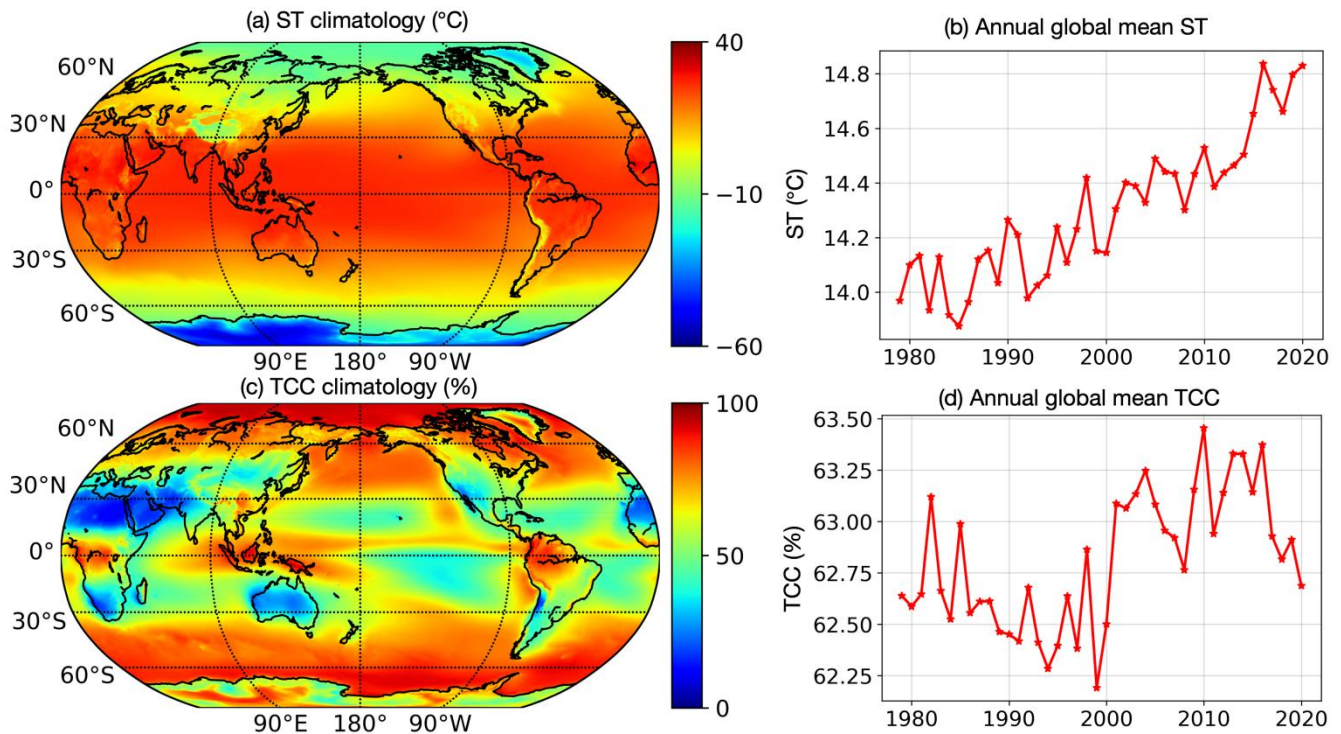 (a) ST climatology (°C)
60°N
30°N
0°
30°S
60°S
90°E 180° 90°W
40
−10
−60
(b) Annual global mean ST
ST (°C)
14.8
14.6
14.4
14.2
14.0
1980 1990 2000 2010 2020
(c) TCC climatology (%)
60°N
30°N
0°
30°S
60°S
90°E 180° 90°W
100
50
0
(d) Annual global mean TCC
TCC (%)
63.50
63.25
63.00
62.75
62.50
62.25
1980 1990 2000 2010 2020